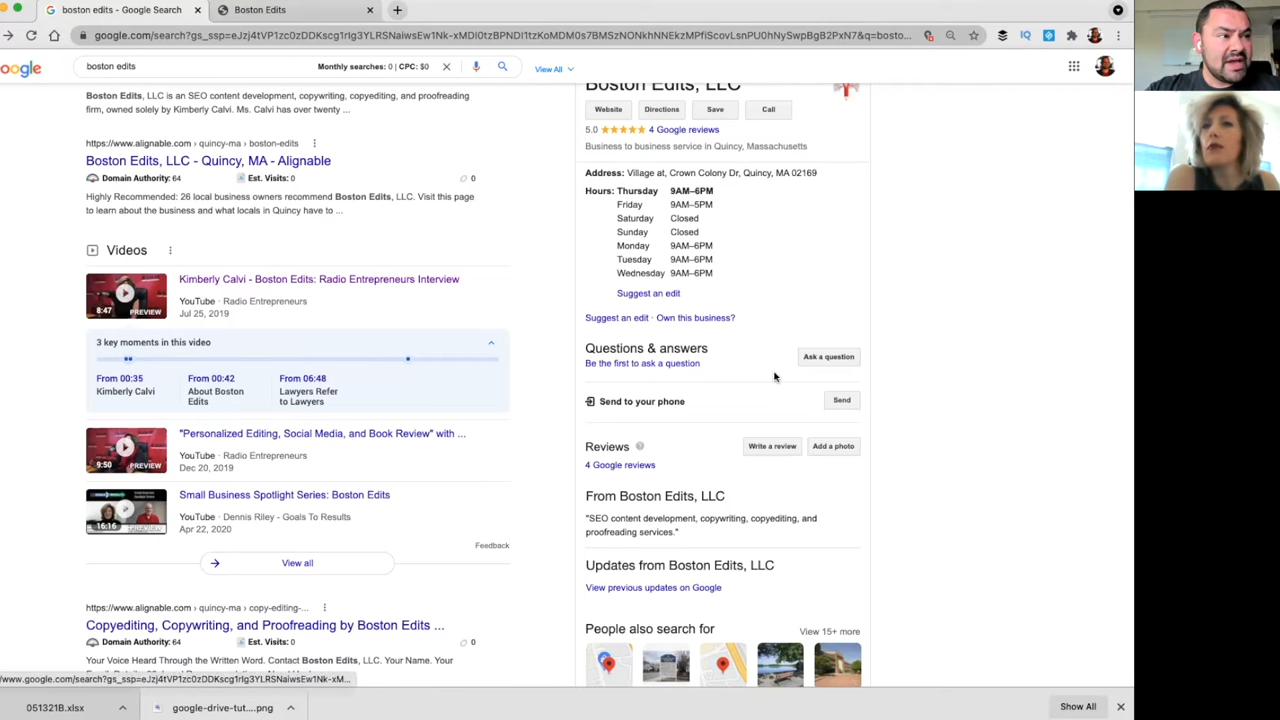 boston edits - Google Search
Boston Edits
google.com/search?gs_ssp=eJzj4tVP1zc0zDDKscg1rIg3YLRSNaiwsEw1Nk-xMDI0tzBPNDYzKoMDM0s7BMSzNONkhNNEkzMPfiScovLsnPU0hNySwpBgB2PxN7&q=bosto...
oogle
boston edits
Monthly searches: 0 | CPC: $0
View All
Boston Edits, LLC is an SEO content development, copywriting, copyediting, and proofreading
firm, owned solely by Kimberly Calvi. Ms. Calvi has over twenty ...
https://www.alignable.com › quincy-ma › boston-edits
Boston Edits, LLC - Quincy, MA - Alignable
Domain Authority: 64 Est. Visits: 0 0
Highly Recommended: 26 local business owners recommend Boston Edits, LLC. Visit this page
to learn about the business and what locals in Quincy have to ...
Videos
Kimberly Calvi - Boston Edits: Radio Entrepreneurs Interview
YouTube · Radio Entrepreneurs
Jul 25, 2019
8:47 PREVIEW
3 key moments in this video
From 00:35
Kimberly Calvi
From 00:42
About Boston
Edits
From 06:48
Lawyers Refer
to Lawyers
"Personalized Editing, Social Media, and Book Review" with ...
YouTube · Radio Entrepreneurs
Dec 20, 2019
9:50 PREVIEW
Small Business Spotlight Series: Boston Edits
YouTube · Dennis Riley - Goals To Results
Apr 22, 2020
16:16 PREVIEW
Feedback
View all
https://www.alignable.com › quincy-ma › copy-editing-...
Copyediting, Copywriting, and Proofreading by Boston Edits ...
Domain Authority: 64 Est. Visits: 0 0
Your Voice Heard Through the Written Word. Contact Boston Edits, LLC. Your Name. Your
/www.google.com/search?gs_ssp=eJzj4tVP1zc0zDDKscg1rIg3YLRSNaiwsEw1Nk-xM...
Boston Edits, LLC
Website
Directions
Save
Call
5.0 4 Google reviews
Business to business service in Quincy, Massachusetts
Address: Village at, Crown Colony Dr, Quincy, MA 02169
Hours: Thursday 9AM–6PM
Friday 9AM–5PM
Saturday Closed
Sunday Closed
Monday 9AM–6PM
Tuesday 9AM–6PM
Wednesday 9AM–6PM
Suggest an edit
Suggest an edit · Own this business?
Questions & answers
Be the first to ask a question
Ask a question
Send to your phone
Send
Reviews
Write a review
Add a photo
4 Google reviews
From Boston Edits, LLC
"SEO content development, copywriting, copyediting, and
proofreading services."
Updates from Boston Edits, LLC
View previous updates on Google
People also search for
View 15+ more
051321B.xlsx
google-drive-tut....png
Show All